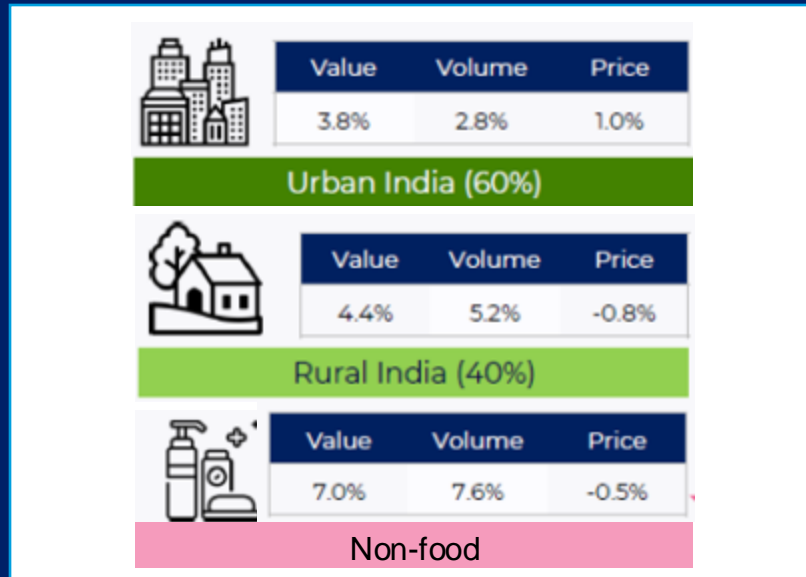 Value Volume Price
3.8% 2.8% 1.0%
Urban India (60%)
Value Volume Price
4.4% 5.2% -0.8%
Rural India (40%)
Value Volume Price
7.0% 7.6% -0.5%
Non-food